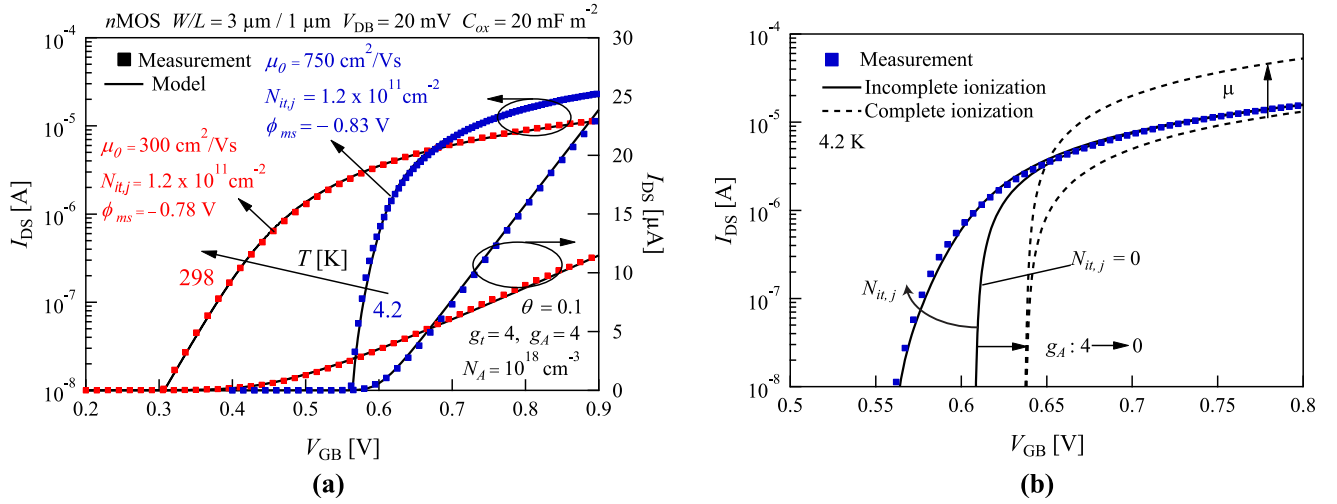 nMOS W/L = 3 µm / 1 µm V_DB = 20 mV C_ox = 20 mF m^-2
10^-4
10^-5
10^-6
10^-7
10^-8
I_DS [A]
30
25
20
15
10
5
0
I_DS [µA]
Measurement
Model
μ_0 = 750 cm^2/Vs
N_it,j = 1.2 x 10^11 cm^-2
ϕ_ms = − 0.83 V
μ_0 = 300 cm^2/Vs
N_it,j = 1.2 x 10^11 cm^-2
ϕ_ms = − 0.78 V
T [K]
298
4.2
θ = 0.1
g_t = 4, g_A = 4
N_A = 10^18 cm^-3
0.2 0.3 0.4 0.5 0.6 0.7 0.8 0.9
V_GB [V]
(a)
10^-4
10^-5
10^-6
10^-7
10^-8
I_DS [A]
Measurement
Incomplete ionization
Complete ionization
4.2 K
μ
N_it,j = 0
N_it,j
g_A : 4 → 0
0.5 0.55 0.6 0.65 0.7 0.75 0.8
V_GB [V]
(b)